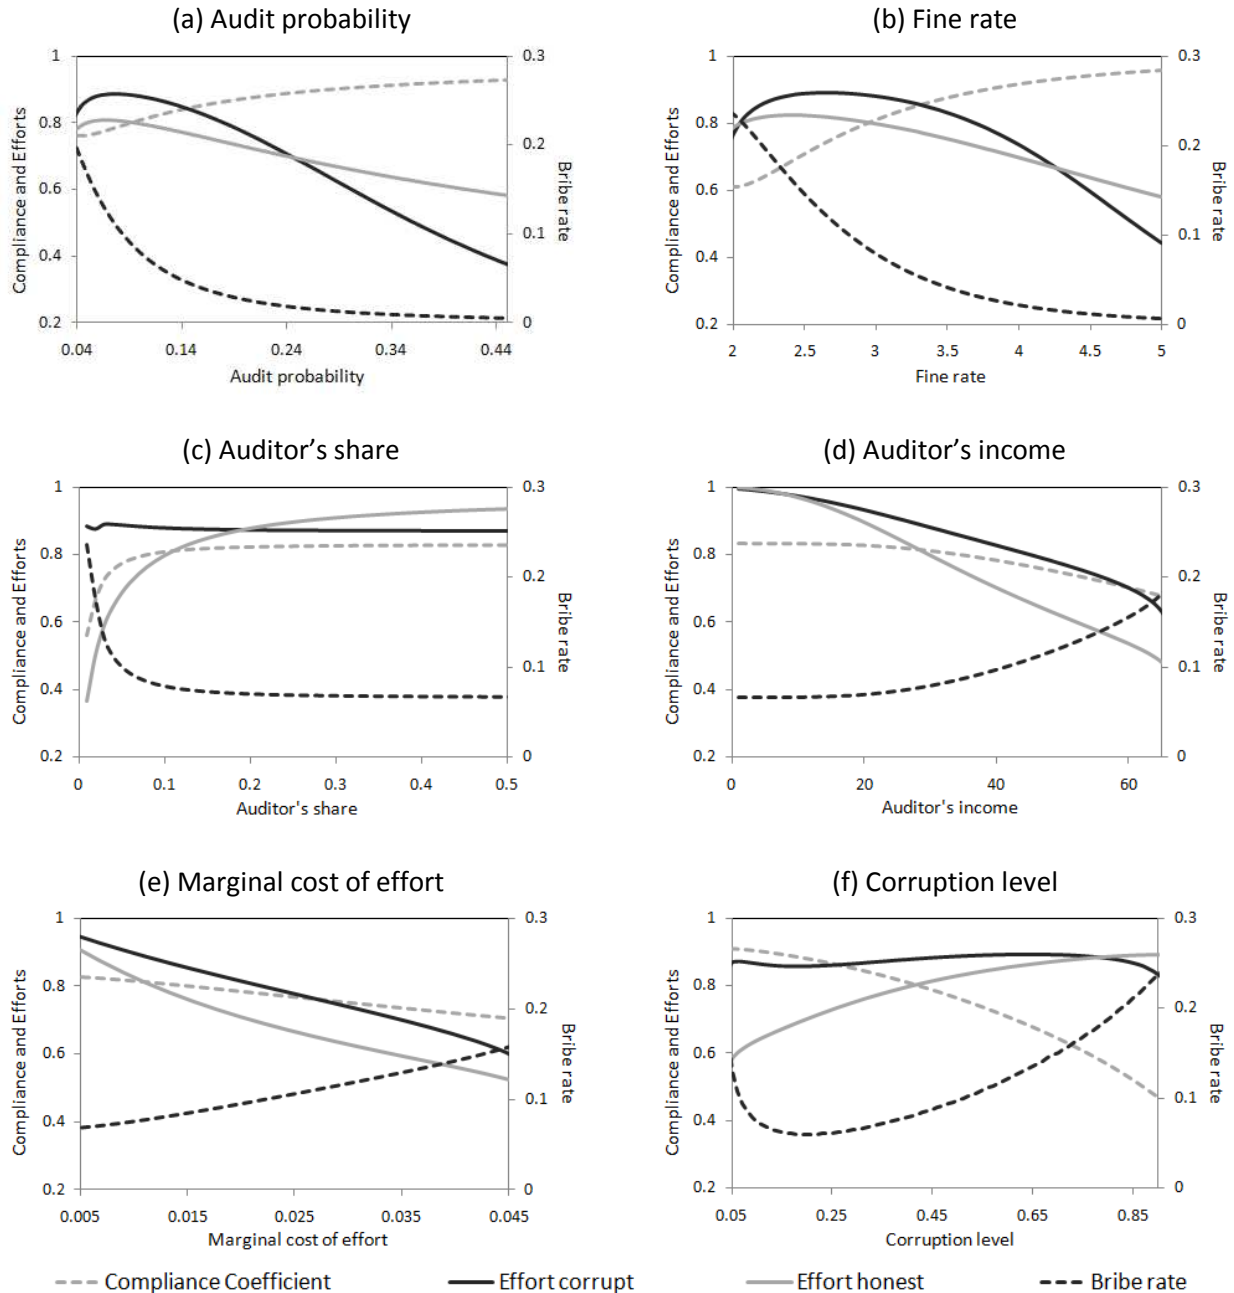 (a) Audit probability
(b) Fine rate
1
0.8
0.6
0.4
0.2
0.3
0.2
0.1
0
Compliance and Efforts
Bribe rate
0.04 0.14 0.24 0.34 0.44
Audit probability
1
0.8
0.6
0.4
0.2
0.3
0.2
0.1
0
Compliance and Efforts
Bribe rate
2 2.5 3 3.5 4 4.5 5
Fine rate
(c) Auditor's share
(d) Auditor's income
1
0.8
0.6
0.4
0.2
0.3
0.2
0.1
0
Compliance and Efforts
Bribe rate
0 0.1 0.2 0.3 0.4 0.5
Auditor's share
1
0.8
0.6
0.4
0.2
0.3
0.2
0.1
0
Compliance and Efforts
Bribe rate
0 20 40 60
Auditor's income
(e) Marginal cost of effort
(f) Corruption level
1
0.8
0.6
0.4
0.2
0.3
0.2
0.1
0
Compliance and Efforts
Bribe rate
0.005 0.015 0.025 0.035 0.045
Marginal cost of effort
1
0.8
0.6
0.4
0.2
0.3
0.2
0.1
0
Compliance and Efforts
Bribe rate
0.05 0.25 0.45 0.65 0.85
Corruption level
Compliance Coefficient Effort corrupt Effort honest Bribe rate